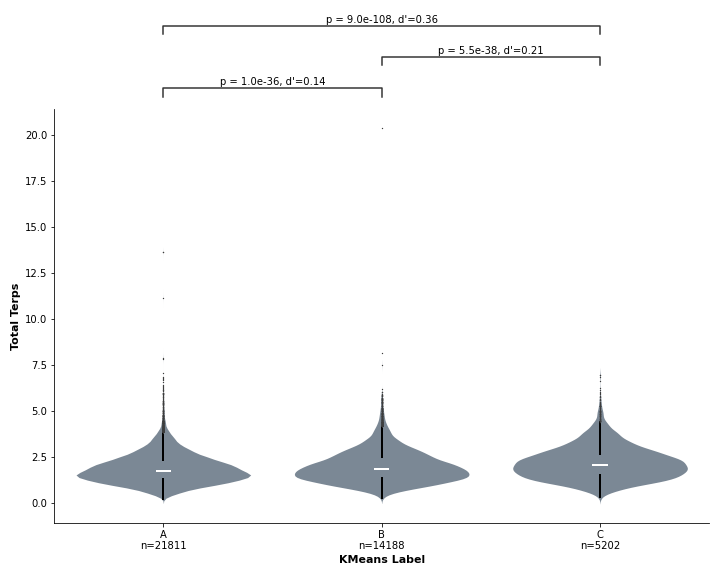 p = 9.0e-108, d'=0.36
p = 5.5e-38, d'=0.21
p = 1.0e-36, d'=0.14
20.0
17.5
15.0
12.5
10.0
7.5
5.0
2.5
0.0
Total Terps
A
n=21811
B
n=14188
C
n=5202
KMeans Label